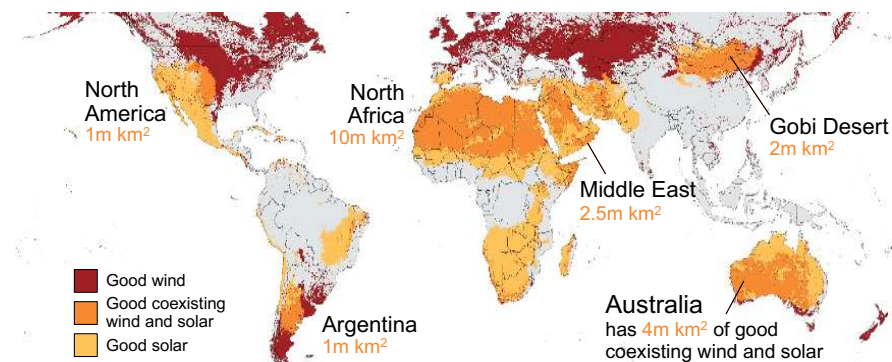 North
America
1m km²
North
Africa
10m km²
Gobi Desert
2m km²
Middle East
2.5m km²
Good wind
Good coexisting
wind and solar
Good solar
Argentina
1m km²
Australia
has 4m km² of good
coexisting wind and solar